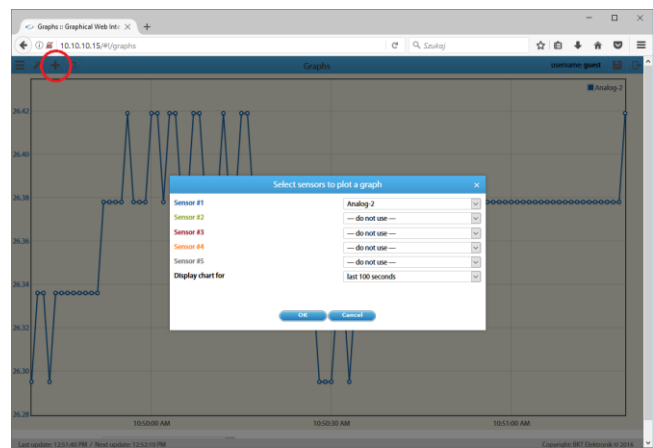 Graphs :: Graphical Web Inte
10.10.10.15/#!/graphs
Szukaj
Graphs
username: guest
Analog-2
26.42
26.40
26.38
26.36
26.34
26.32
26.30
26.28
Select sensors to plot a graph
Sensor #1 Analog-2
Sensor #2 — do not use —
Sensor #3 — do not use —
Sensor #4 — do not use —
Sensor #5 — do not use —
Display chart for last 100 seconds
OK Cancel
10:50:00 AM 10:50:30 AM 10:51:00 AM
Last update: 12:51:40 PM / Next update: 12:52:10 PM Copyright: BKT Elektronik © 2016